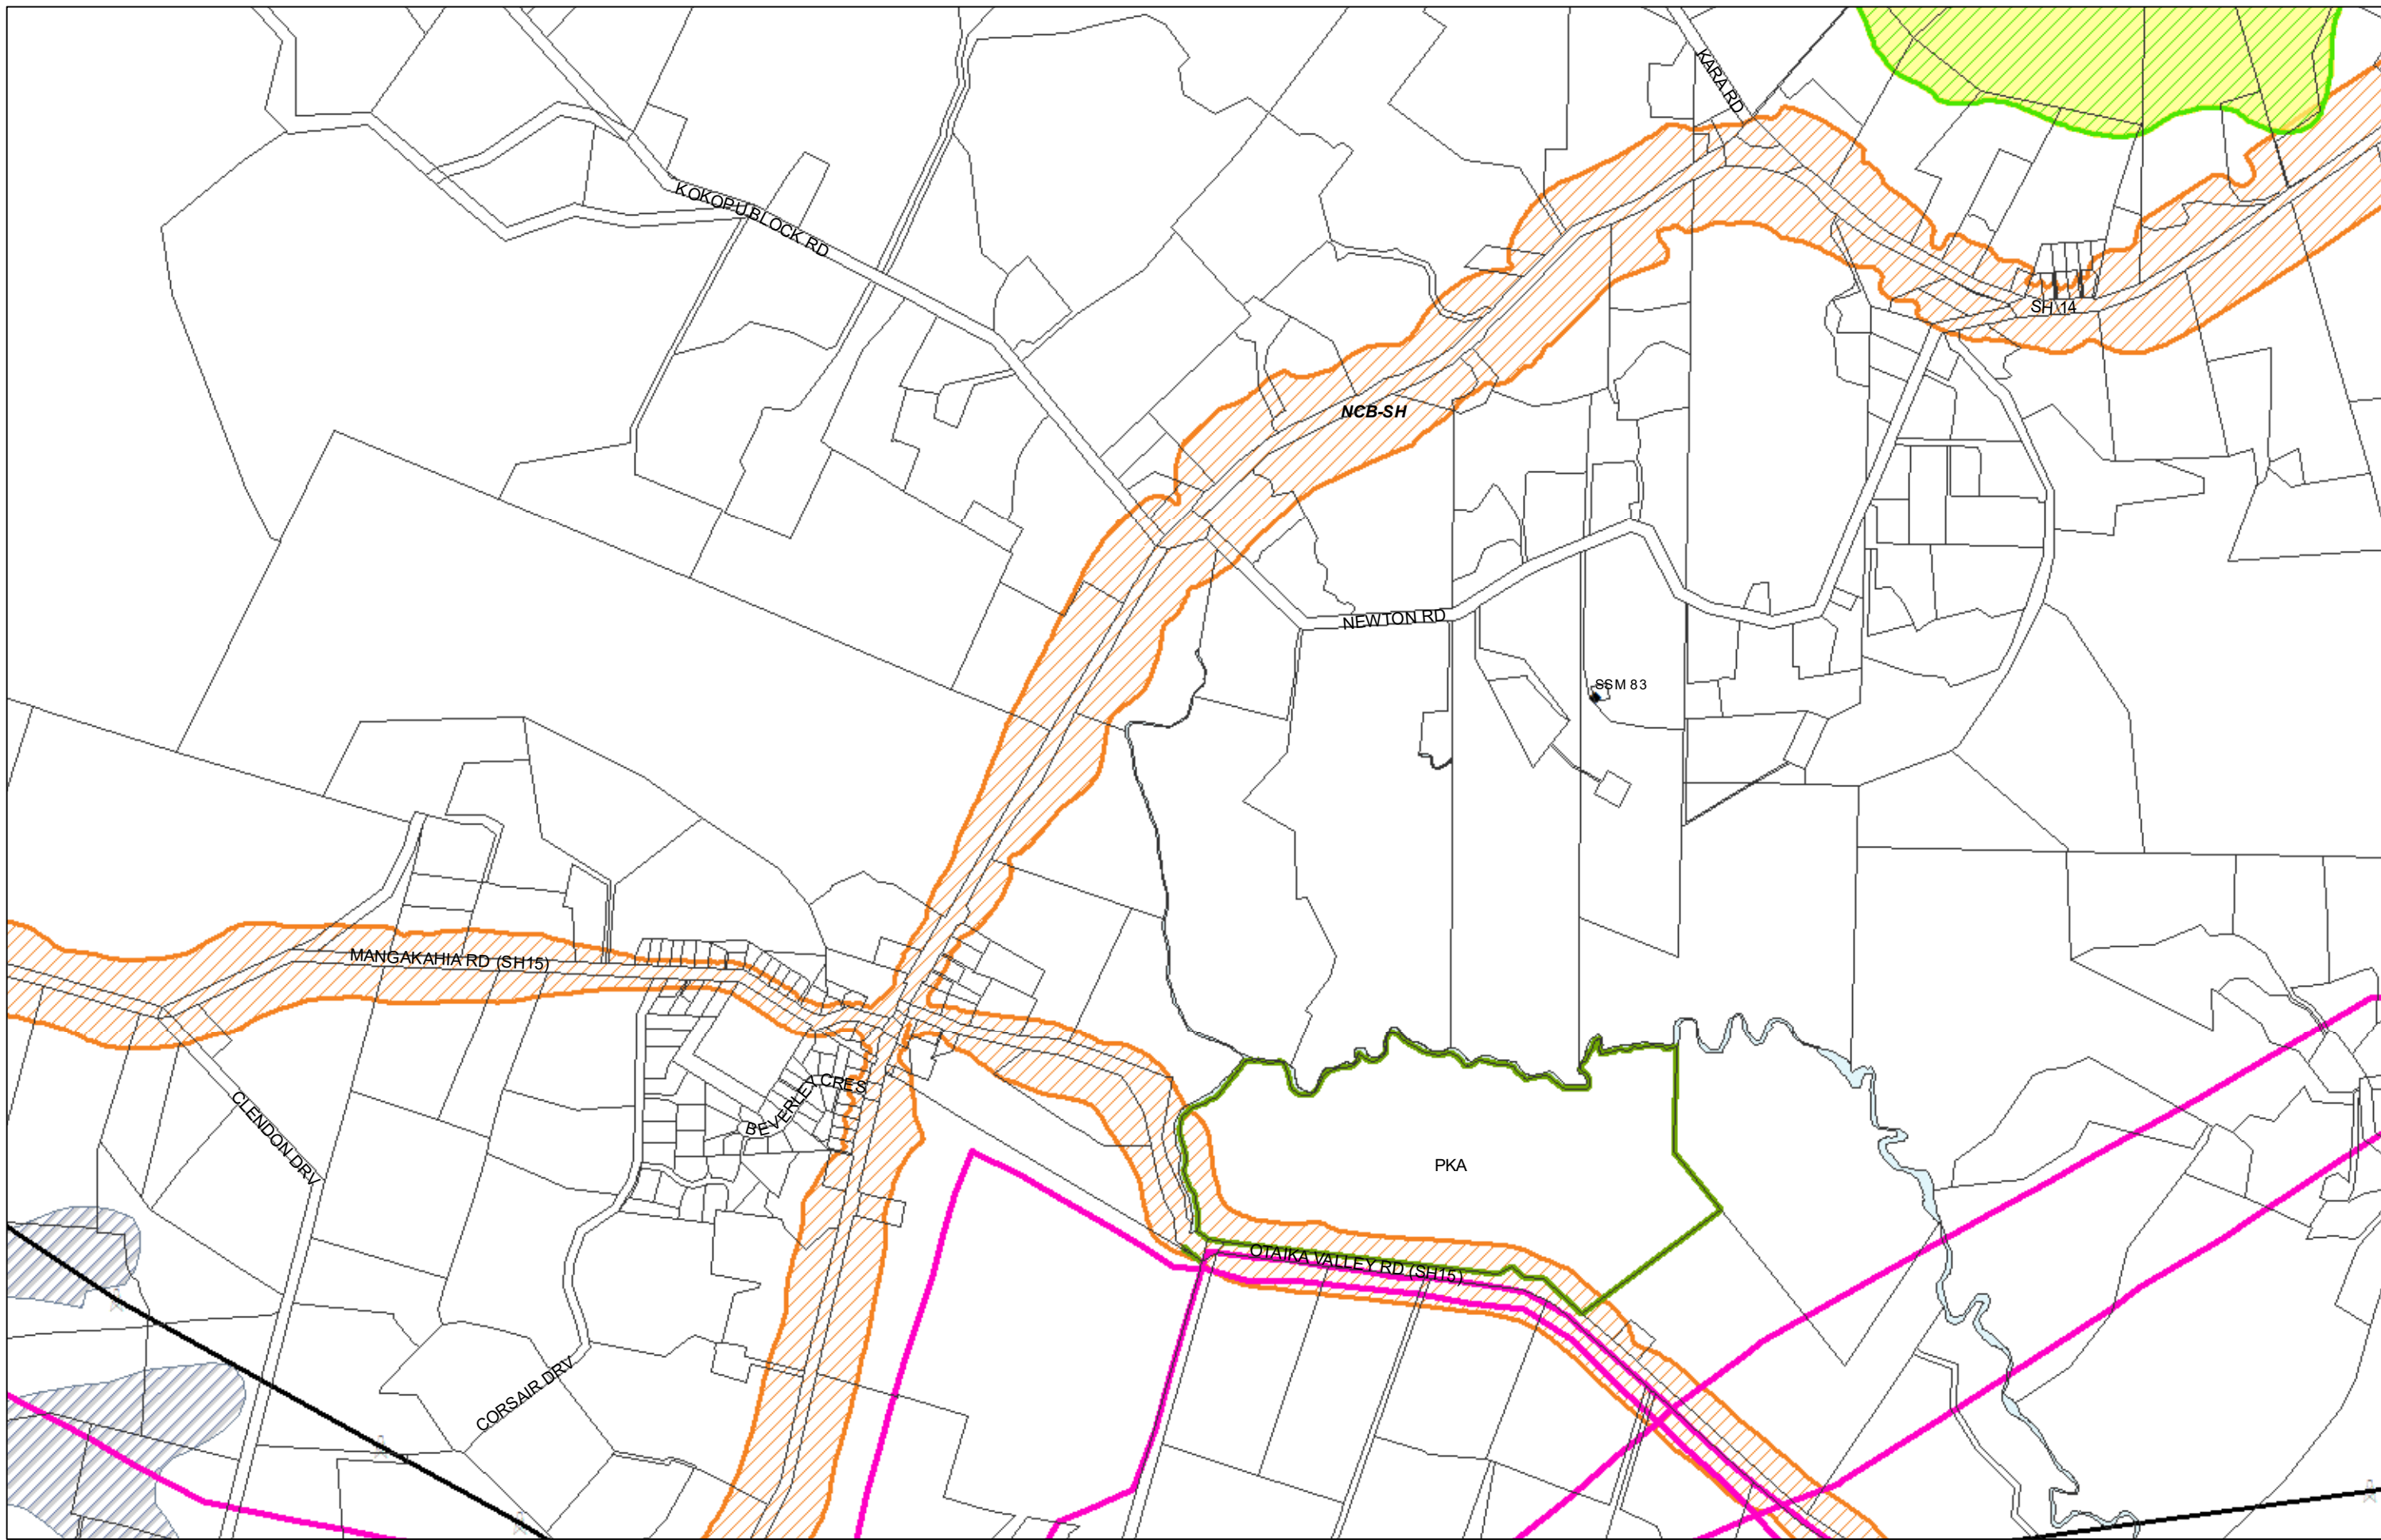 KARA RD
KOKOPU BLOCK RD
SH 14
NCB-SH
NEWTON RD
SSM 83
MANGAKAHIA RD (SH15)
BEVERLEY CRES
CLENDON DRV
PKA
OTAIKA VALLEY RD (SH15)
CORSAIR DRV